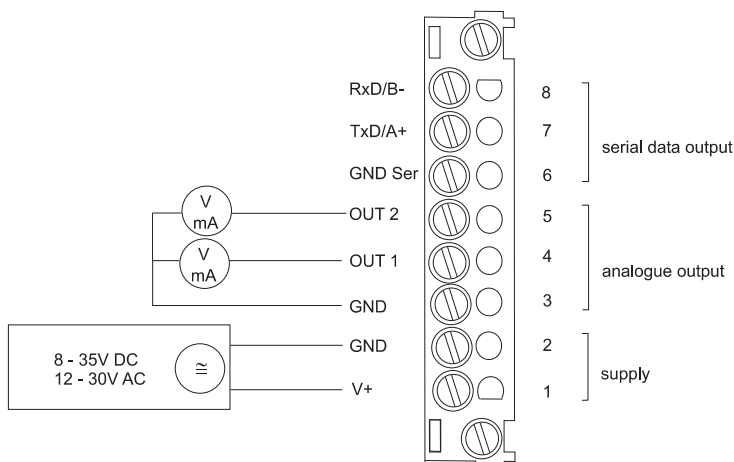 RxD/B- 8
TxD/A+ 7
GND Ser 6
serial data output
V
mA
OUT 2 5
V
mA
OUT 1 4
analogue output
GND 3
8 - 35V DC
12 - 30V AC
≅
GND 2
supply
V+ 1